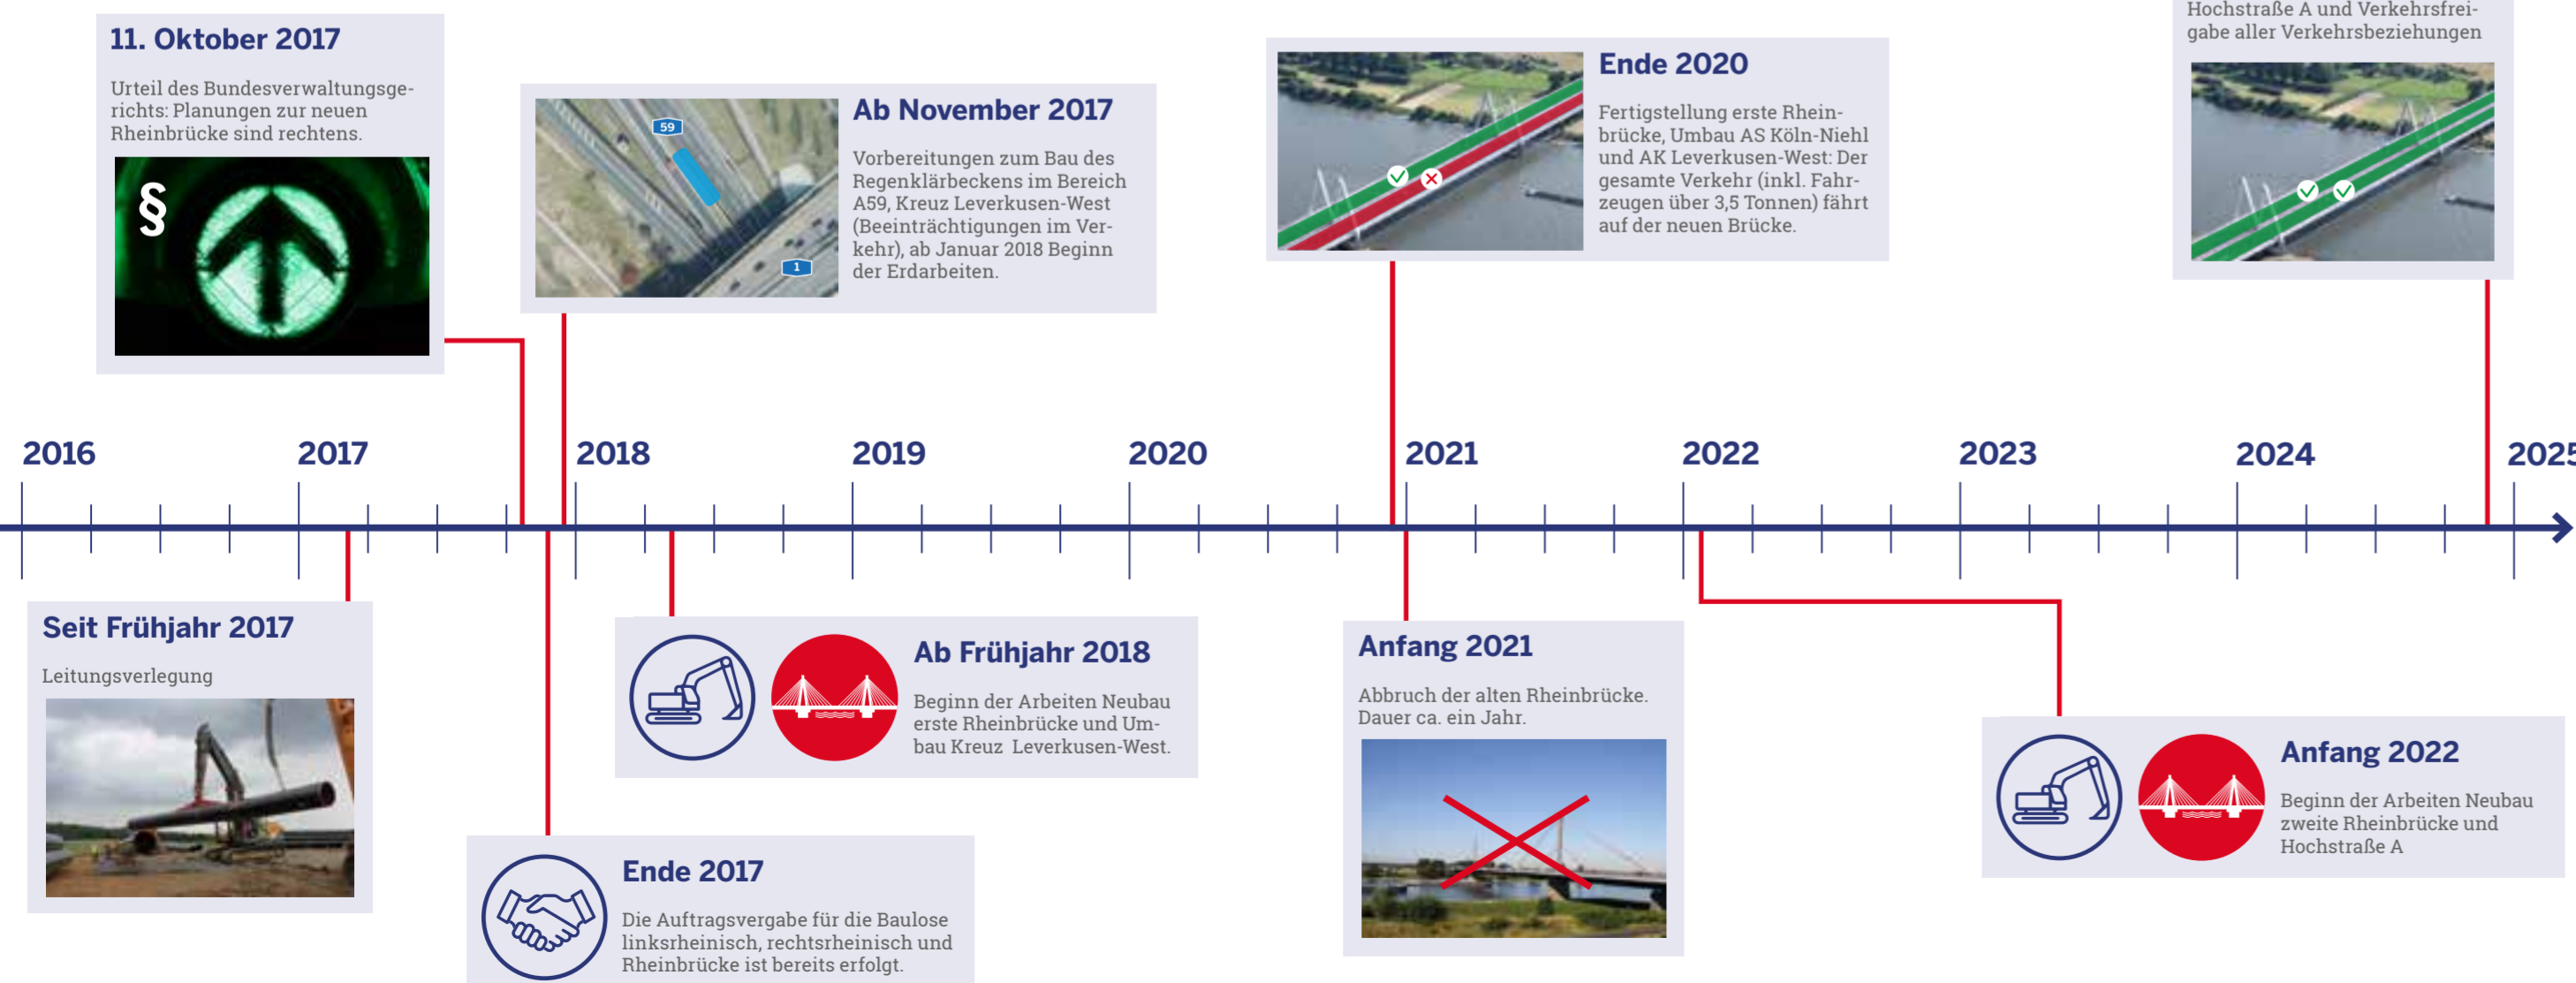 11. Oktober 2017
Urteil des Bundesverwaltungsge-
richts: Planungen zur neuen
Rheinbrücke sind rechtens.
§
Ab November 2017
Vorbereitungen zum Bau des
Regenklärbeckens im Bereich
A59, Kreuz Leverkusen-West
(Beeinträchtigungen im Ver-
kehr), ab Januar 2018 Beginn
der Erdarbeiten.
59
1
Ende 2020
Fertigstellung erste Rhein-
brücke, Umbau AS Köln-Niehl
und AK Leverkusen-West: Der
gesamte Verkehr (inkl. Fahr-
zeugen über 3,5 Tonnen) fährt
auf der neuen Brücke.
Hochstraße A und Verkehrsfrei-
gabe aller Verkehrsbeziehungen
2016 2017 2018 2019 2020 2021 2022 2023 2024 2025
Seit Frühjahr 2017
Leitungsverlegung
Ende 2017
Die Auftragsvergabe für die Baulose
linksrheinisch, rechtsrheinisch und
Rheinbrücke ist bereits erfolgt.
Ab Frühjahr 2018
Beginn der Arbeiten Neubau
erste Rheinbrücke und Um-
bau Kreuz Leverkusen-West.
Anfang 2021
Abbruch der alten Rheinbrücke.
Dauer ca. ein Jahr.
Anfang 2022
Beginn der Arbeiten Neubau
zweite Rheinbrücke und
Hochstraße A